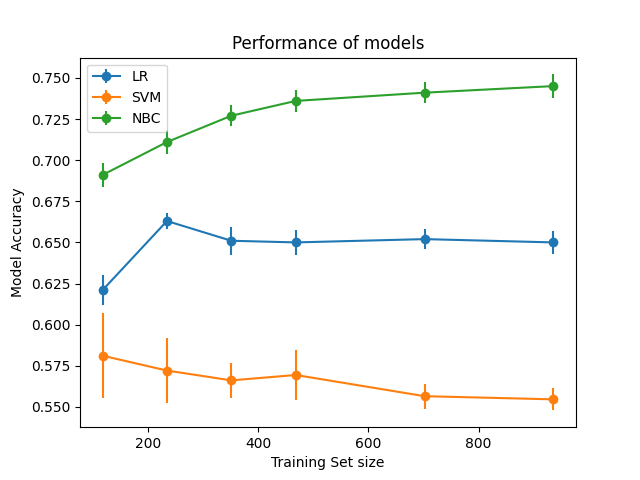 Performance of models
LR
SVM
NBC
0.750
0.725
0.700
0.675
0.650
0.625
0.600
0.575
0.550
Model Accuracy
200
400
600
800
Training Set size